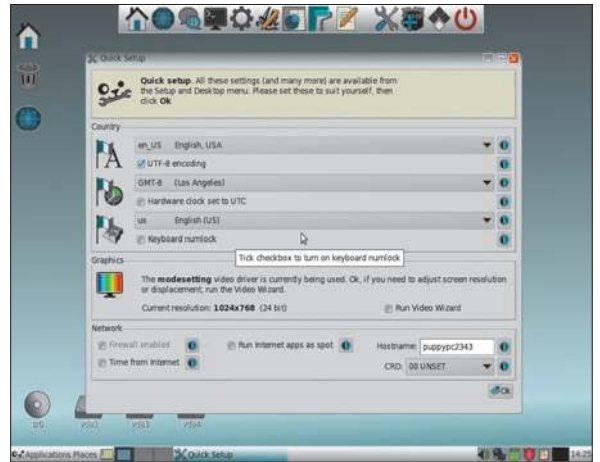 Quick Setup
Quick setup. All these settings (and many more) are available from
the Setup and Desktop menu. Please set these to suit yourself, then
click Ok
Country
en_US English, USA
UTF-8 encoding
GMT-8 (Los Angeles)
Hardware clock set to UTC
us English (US)
Keyboard numlock
Tick checkbox to turn on keyboard numlock
Graphics
The modesetting video driver is currently being used. Ok, if you need to adjust screen resolution
or displacement, run the Video Wizard.
Current resolution: 1024x768 (24 bit)
Run Video Wizard
Network
Firewall enabled
Run Internet apps as spot
Hostname: puppypc2343
Time from Internet
CRD: 00 UNSET
Ok
sr0
Applications Places
Quick Setup
14:25